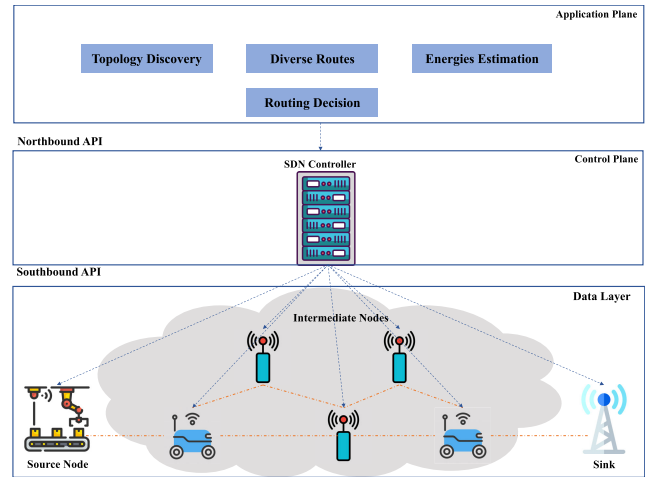 Application Plane
Topology Discovery
Diverse Routes
Energies Estimation
Routing Decision
Northbound API
Control Plane
SDN Controller
Southbound API
Data Layer
Intermediate Nodes
Source Node
Sink